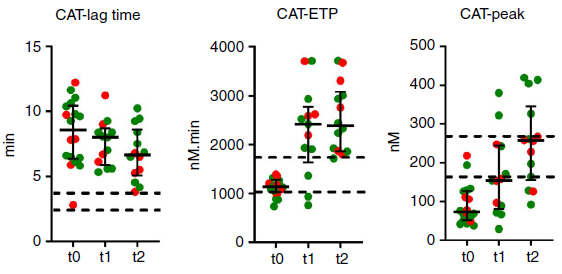 CAT-lag time
15
10
5
0
min
t0 t1 t2
CAT-ETP
4000
3000
2000
1000
0
nM.min
t0 t1 t2
CAT-peak
500
400
300
200
100
0
nM
t0 t1 t2